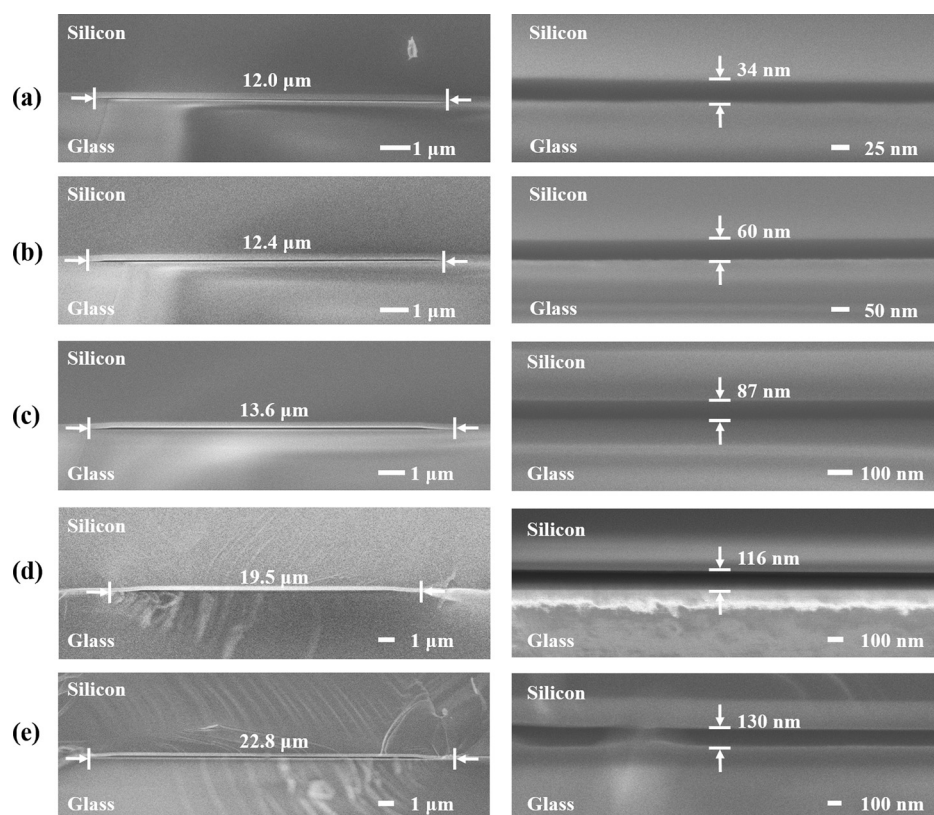 Silicon
12.0 µm
(a)
Glass
1 µm
Silicon
34 nm
Glass
25 nm
Silicon
12.4 µm
(b)
Glass
1 µm
Silicon
60 nm
Glass
50 nm
Silicon
13.6 µm
(c)
Glass
1 µm
Silicon
87 nm
Glass
100 nm
Silicon
19.5 µm
(d)
Glass
1 µm
Silicon
116 nm
Glass
100 nm
Silicon
22.8 µm
(e)
Glass
1 µm
Silicon
130 nm
Glass
100 nm